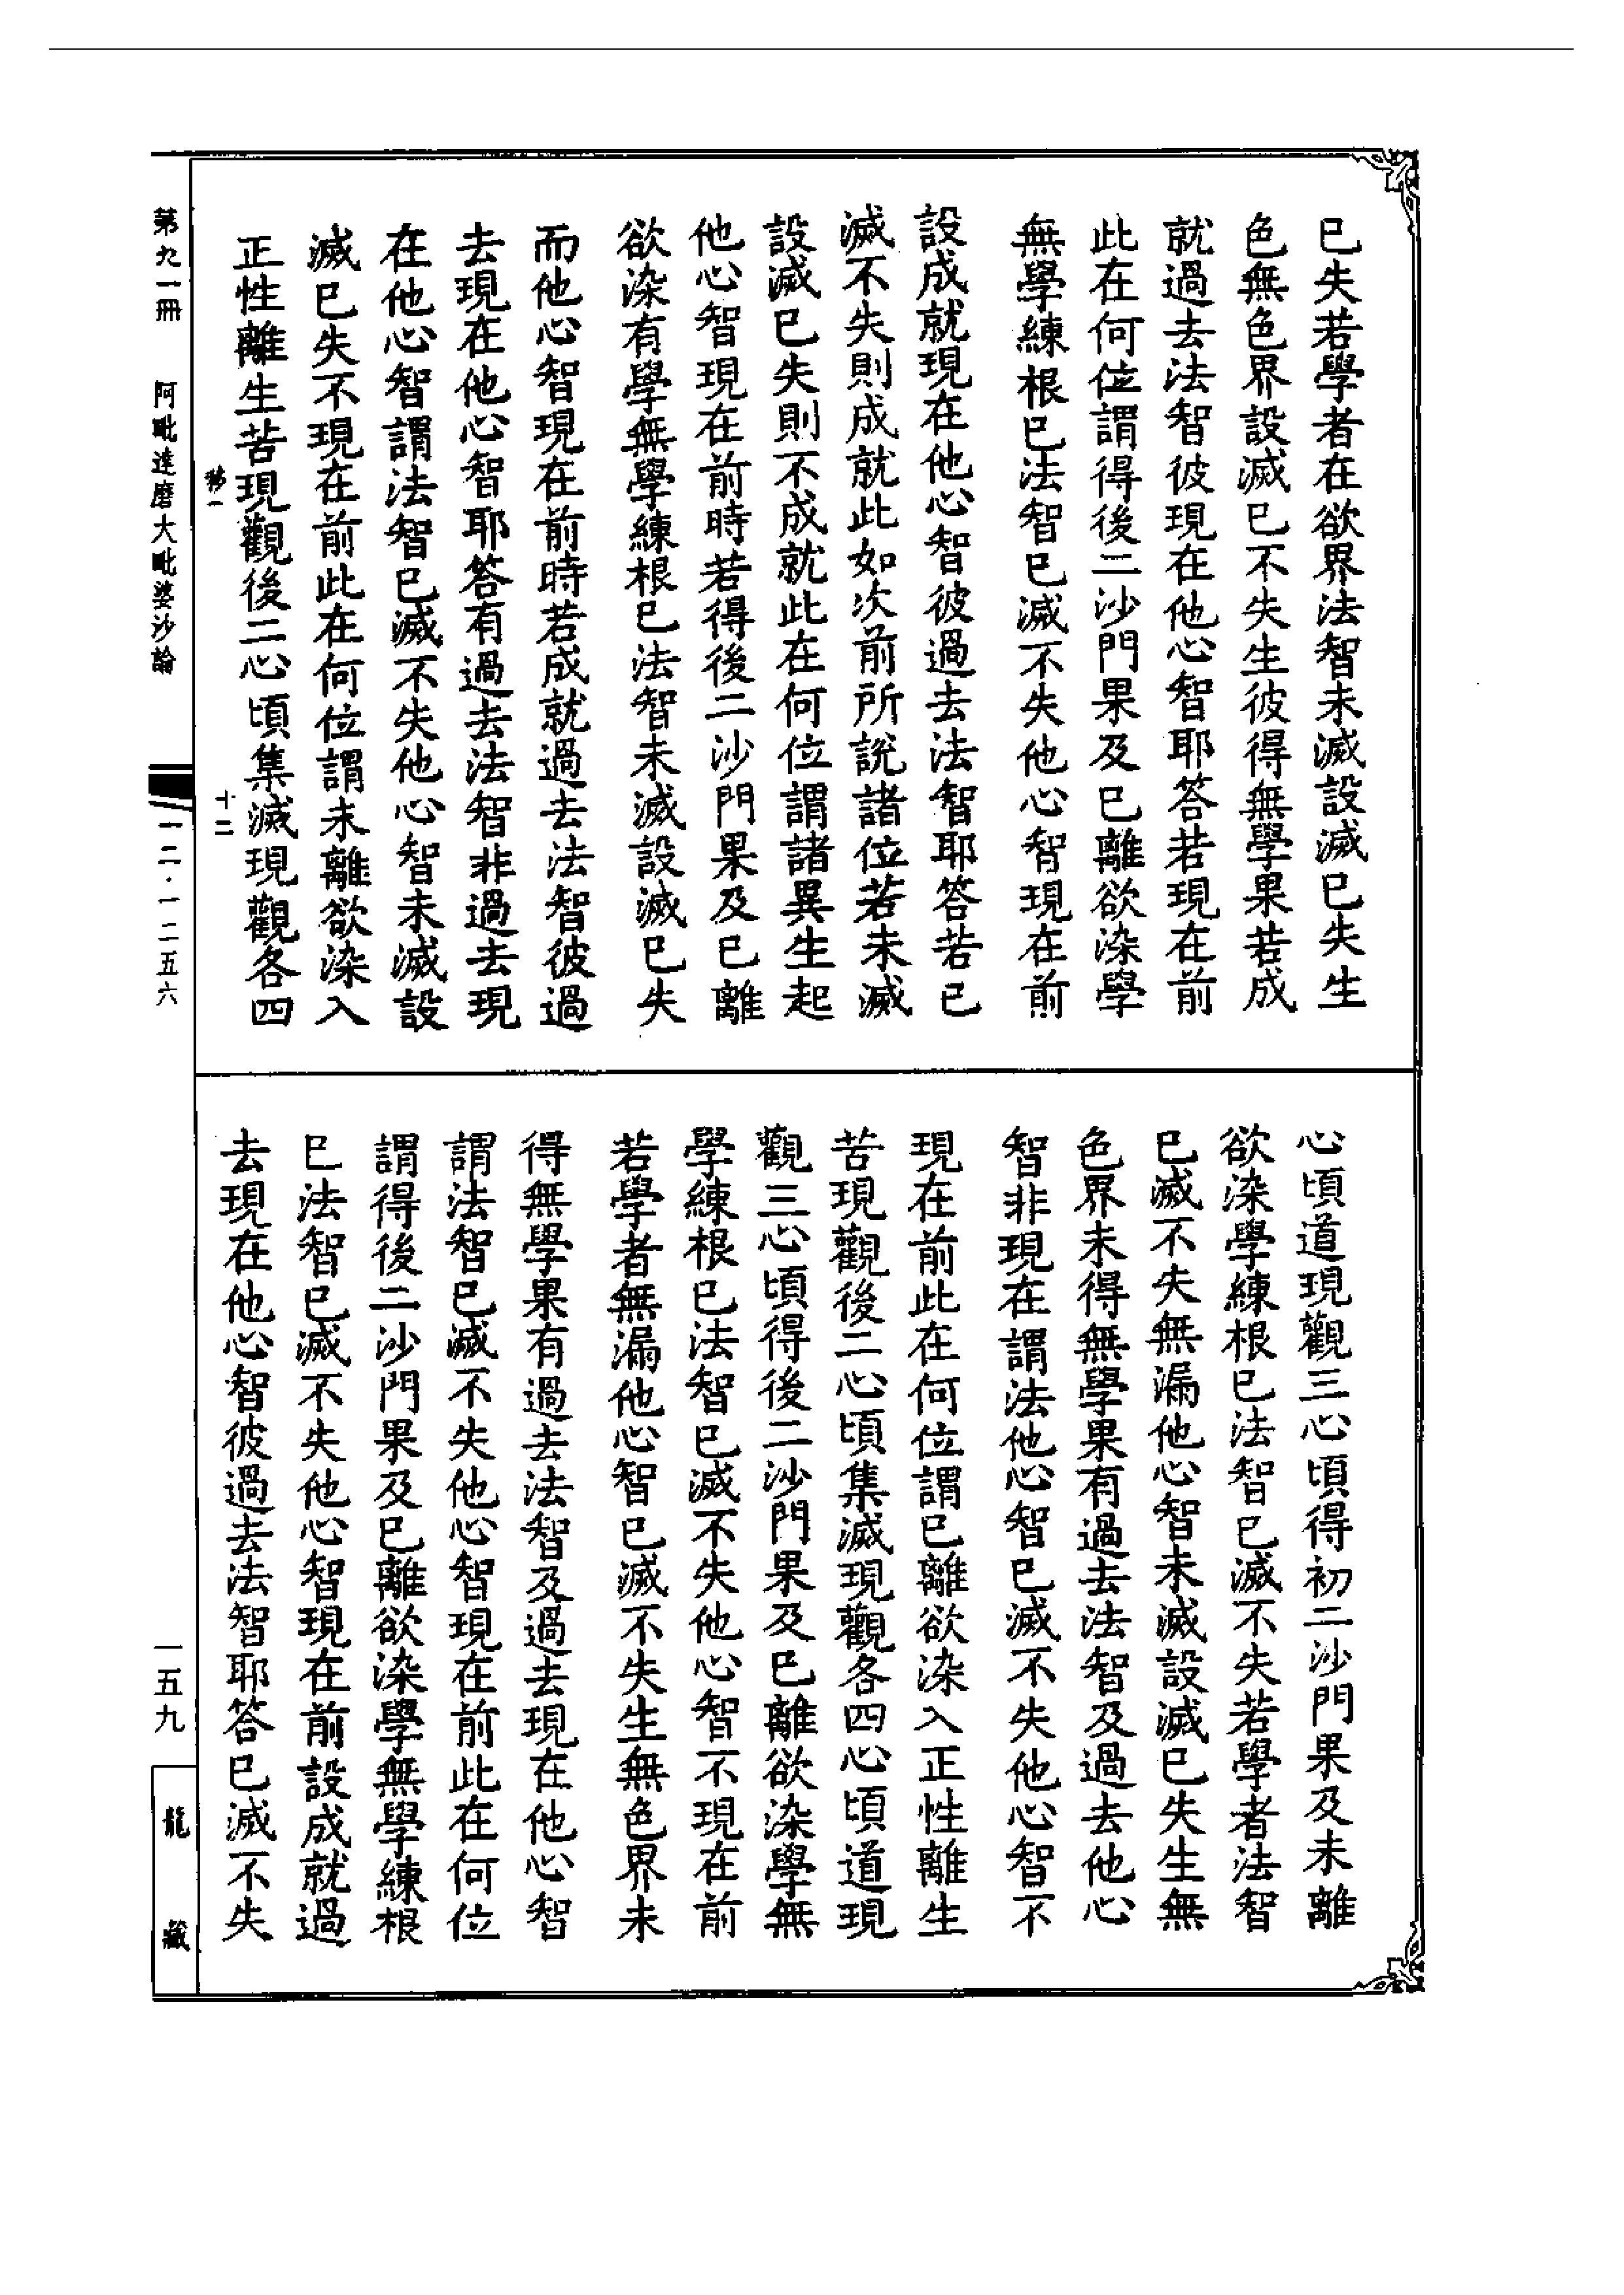 已失若學者在欲界法智未滅設滅已失生
色無色界設滅已不失生彼得無學果若成
就過去法智彼現在他心智耶答若現在前
此在何位謂得後二沙門果及已離欲染學
無學練根已法智已滅不失他心智現在前
設成就現在他心智彼過去法智耶答若已
滅不失則成就此如次前所說諸位若未滅
設滅已失則不成就此在何位謂諸異生起
他心智現在前時若得後二沙門果及已離
欲染有學無學練根已法智未滅設滅已失
而他心智現在前時若成就過去法智彼過
去現在他心智耶答有過去法智非過去現
在他心智謂法智已滅不失他心智未滅設
滅已失不現在前此在何位謂未離欲染入
正性離生苦現觀後二心頃集滅現觀各四
心頃道現觀三心頃得初二沙門果及未離
欲染學練根已法智已滅不失若學者法智
已滅不失無漏他心智未滅設滅已失生無
色界未得無學果有過去法智及過去他心
智非現在謂法他心智已滅不失他心智不
現在前此在何位謂已離欲染入正性離生
苦現觀後二心頃集滅現觀各四心頃道現
觀三心頃得後二沙門果及已離欲染學無
學練根已法智已滅不失他心智不現在前
若學者無漏他心智已滅不失生無色界未
得無學果有過去法智及過去現在他心智
謂法智已滅不失他心智現在前此在何位
謂得後二沙門果及已離欲染學無學練根
已法智已滅不失他心智現在前設成就過
去現在他心智彼過去法智耶答已滅不失
移一
十二
第九一冊 阿毗達磨大毗婆沙論
一二·一二五六
一五九
龍藏